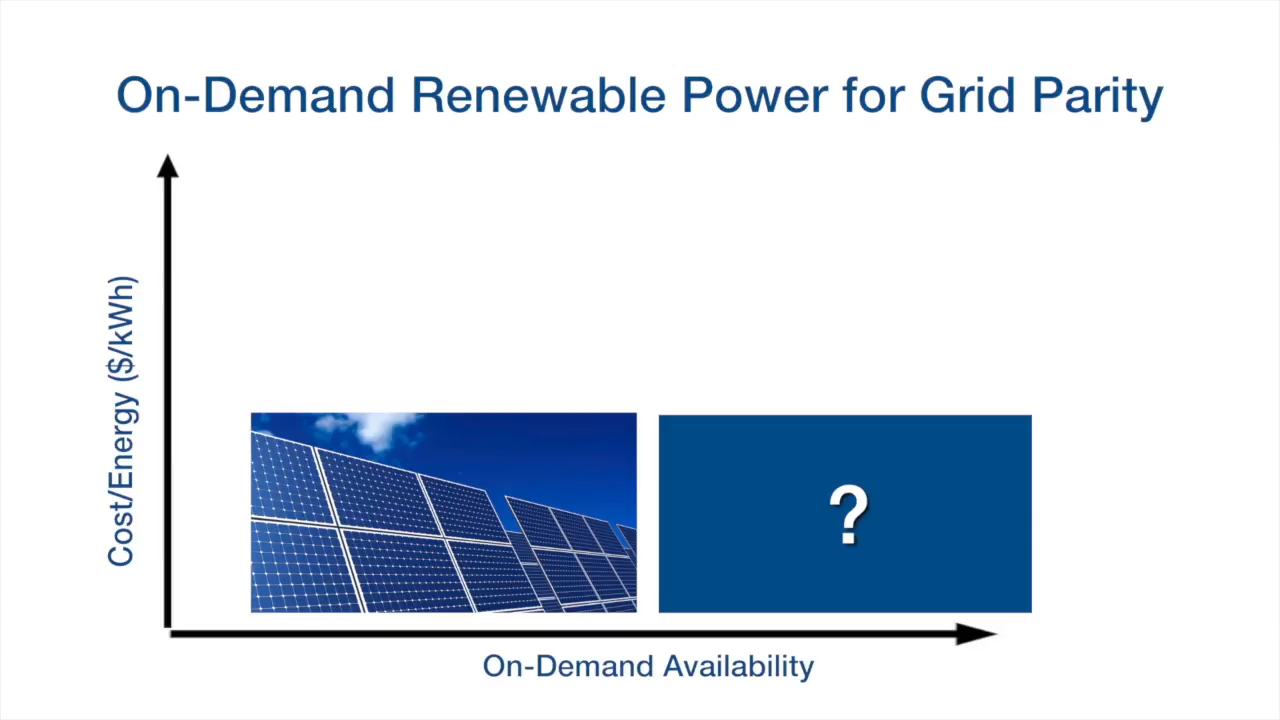 On-Demand Renewable Power for Grid Parity
Cost/Energy ($/kWh)
?
On-Demand Availability